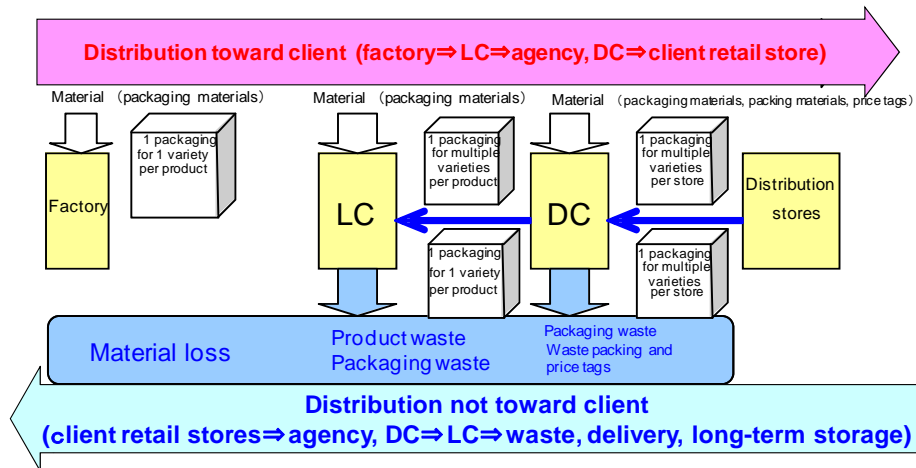 Distribution toward client (factory⇒LC⇒agency, DC⇒client retail store)
Material (packaging materials)
Material (packaging materials)
Material (packaging materials, packing materials, price tags)
1 packaging
for 1 variety
per product
1 packaging
for multiple
varieties
per product
1 packaging
for multiple
varieties
per store
Factory
LC
DC
Distribution
stores
1 packaging
for 1 variety
per product
1 packaging
for multiple
varieties
per store
Material loss
Product waste
Packaging waste
Packaging waste
Waste packing and
price tags
Distribution not toward client
(client retail stores⇒agency, DC⇒LC⇒waste, delivery, long-term storage)